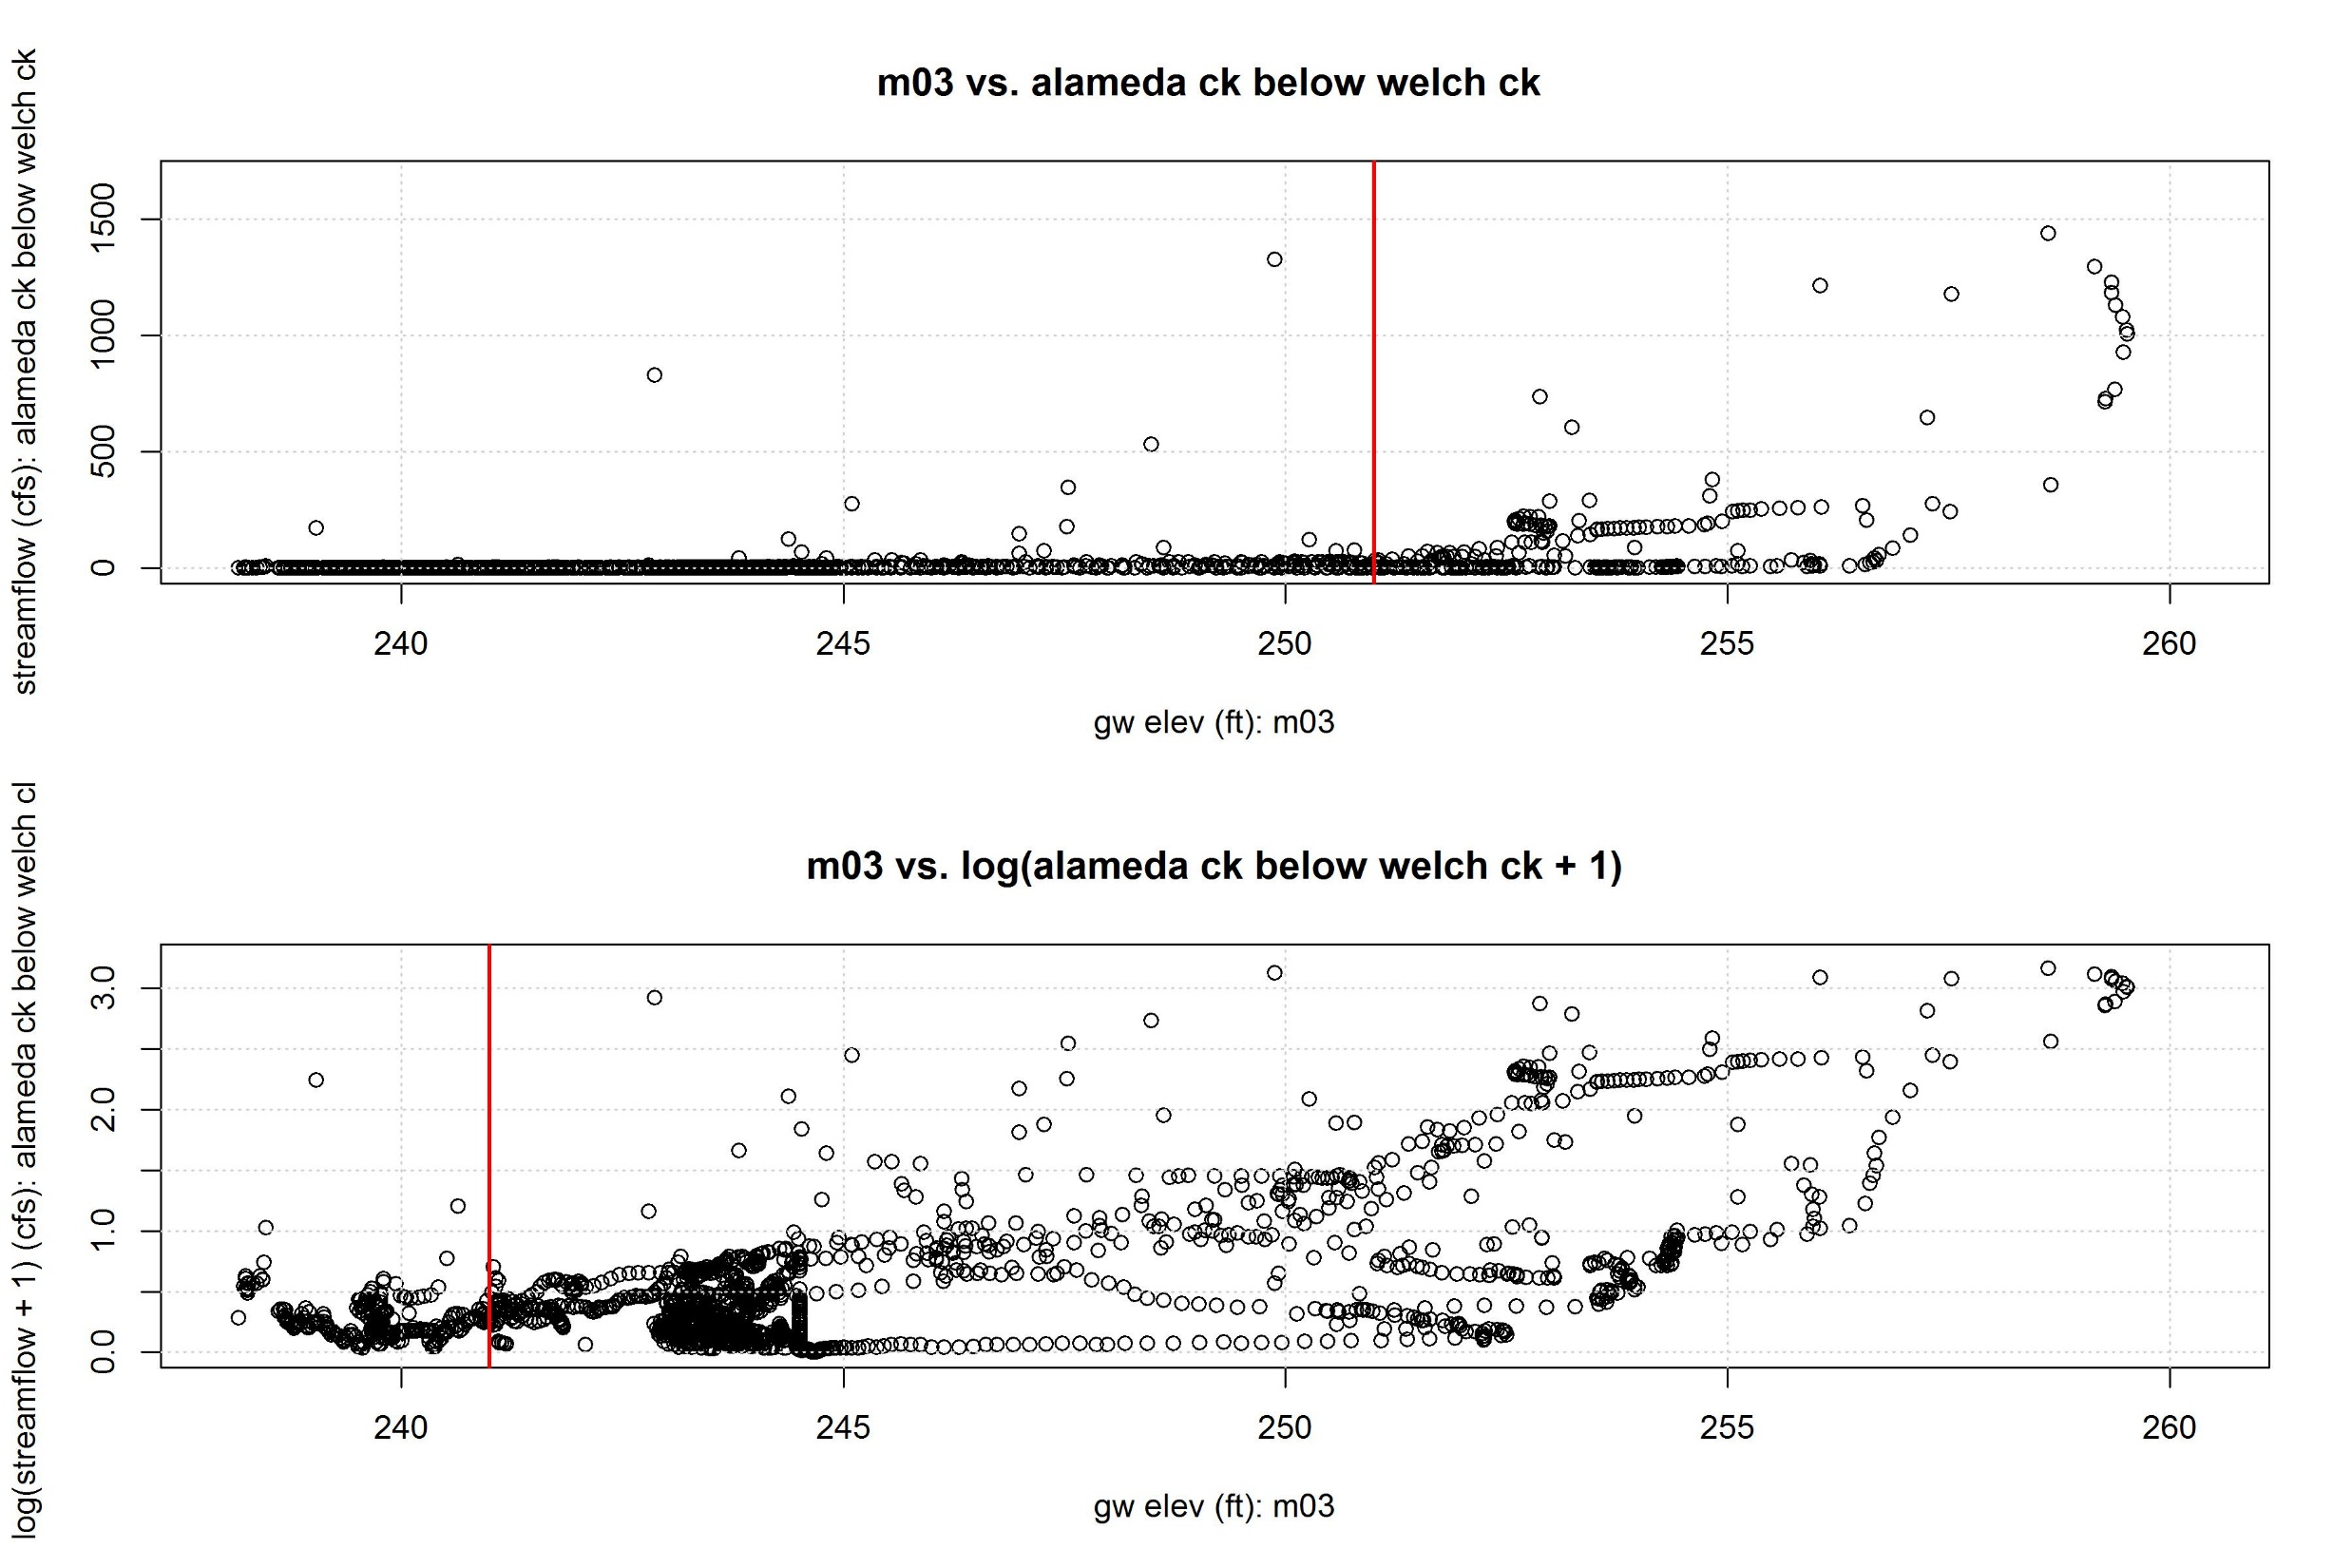 m03 vs. alameda ck below welch ck
streamflow (cfs): alameda ck below welch ck
1500
1000
500
0
240 245 250 255 260
gw elev (ft): m03
m03 vs. log(alameda ck below welch ck + 1)
log(streamflow + 1) (cfs): alameda ck below welch cl
3.0
2.0
1.0
0.0
240 245 250 255 260
gw elev (ft): m03